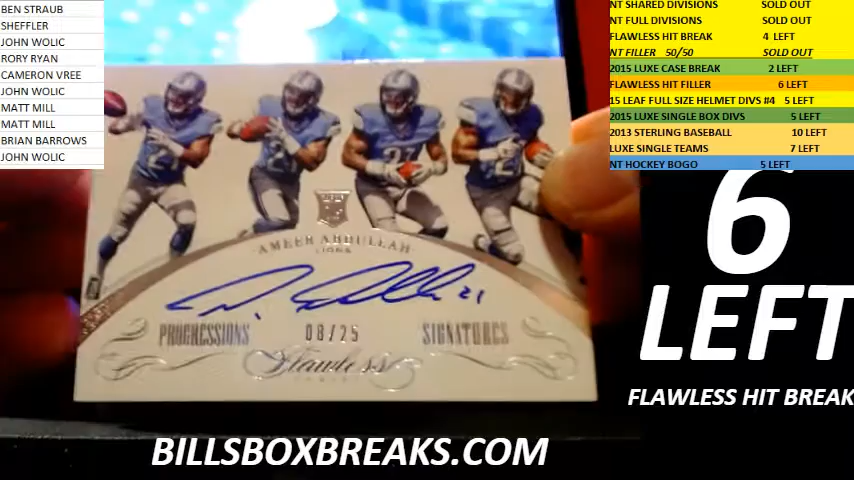 BEN STRAUB
SHEFFLER
JOHN WOLIC
RORY RYAN
CAMERON VREE
JOHN WOLIC
MATT MILL
MATT MILL
BRIAN BARROWS
JOHN WOLIC
AMEER ABDULLAH
LIONS
21
PROGRESSIONS 08/25 SIGNATURES
Flawless
NT SHARED DIVISIONS SOLD OUT
NT FULL DIVISIONS SOLD OUT
FLAWLESS HIT BREAK 4 LEFT
NT FILLER 50/50 SOLD OUT
2015 LUXE CASE BREAK 2 LEFT
FLAWLESS HIT FILLER 6 LEFT
15 LEAF FULL SIZE HELMET DIVS #4 5 LEFT
2015 LUXE SINGLE BOX DIVS 5 LEFT
2013 STERLING BASEBALL 10 LEFT
LUXE SINGLE TEAMS 7 LEFT
NT HOCKEY BOGO 5 LEFT
6
LEFT
FLAWLESS HIT BREAK
BILLSBOXBREAKS.COM